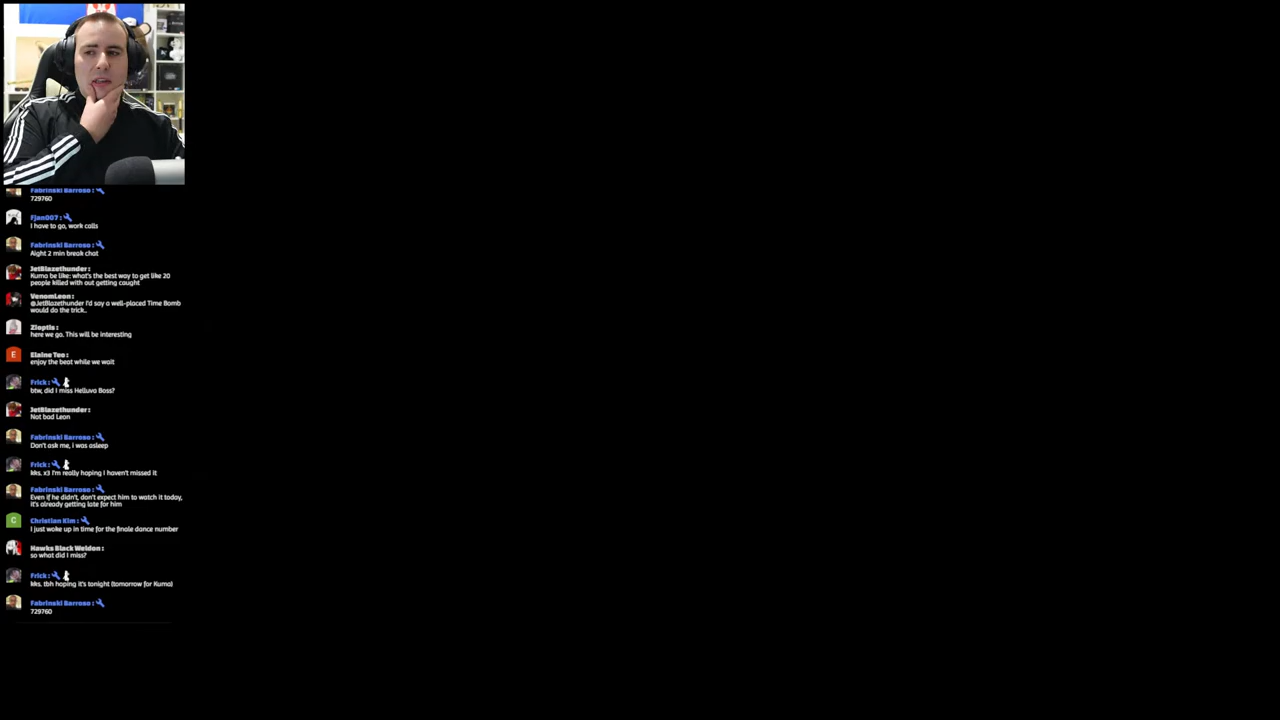 Fabrinski Barroso :
729760
Fjan007 :
I have to go, work calls
Fabrinski Barroso :
Aight 2 min break chat
JetBlazethunder :
Kuma be like: what's the best way to get like 20
people killed with out getting caught
VenomLeon :
@JetBlazethunder I'd say a well-placed Time Bomb
would do the trick..
Zioptis :
here we go. This will be interesting
E
Elaine Teo :
enjoy the beat while we wait
Frick :
btw, did I miss Helluva Boss?
JetBlazethunder :
Not bad Leon
Fabrinski Barroso :
Don't ask me, I was asleep
Frick :
kks. x3 I'm really hoping I haven't missed it
Fabrinski Barroso :
Even if he didn't, don't expect him to watch it today,
it's already getting late for him
C
Christian Kim :
I just woke up in time for the finale dance number
Hawks Black Weldon :
so what did I miss?
Frick :
kks. tbh hoping it's tonight (tomorrow for Kuma)
Fabrinski Barroso :
729760